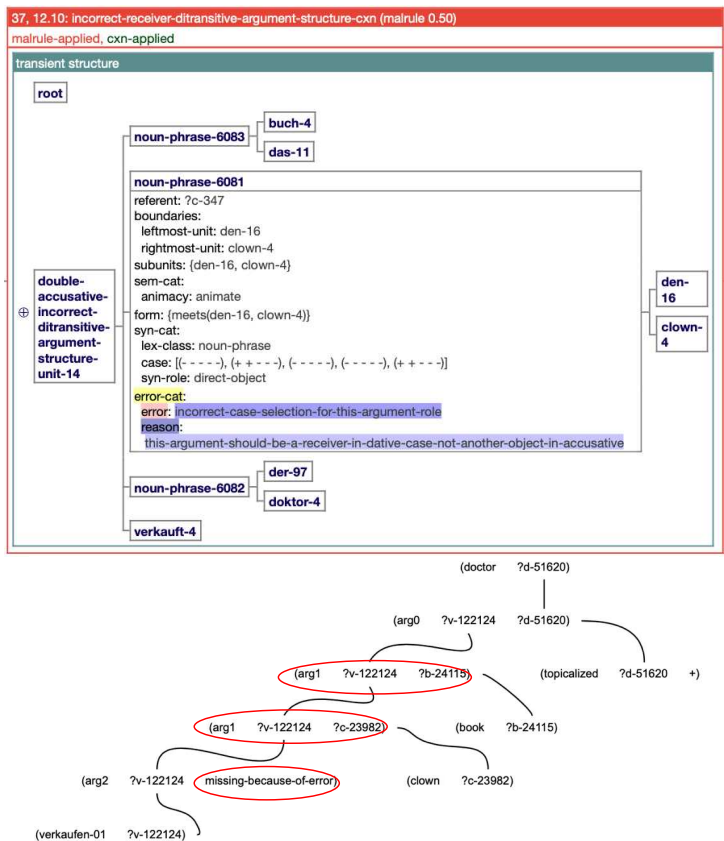 37, 12.10: incorrect-receiver-ditransitive-argument-structure-cxn (malrule 0.50)
malrule-applied, cxn-applied
transient structure
root
buch-4
noun-phrase-6083
das-11
noun-phrase-6081
referent: ?c-347
boundaries:
leftmost-unit: den-16
rightmost-unit: clown-4
subunits: {den-16, clown-4}
sem-cat:
animacy: animate
form: {meets(den-16, clown-4)}
syn-cat:
lex-class: noun-phrase
case: [(- - - - -), (+ + - - -), (- - - - -), (- - - - -), (+ + - - -)]
syn-role: direct-object
error-cat:
error: incorrect-case-selection-for-this-argument-role
reason:
this-argument-should-be-a-receiver-in-dative-case-not-another-object-in-accusative
double-
accusative-
incorrect-
ditransitive-
argument-
structure-
unit-14
den-
16
clown-
4
der-97
noun-phrase-6082
doktor-4
verkauft-4
(doctor ?d-51620)
(arg0 ?v-122124 ?d-51620)
(arg1 ?v-122124 ?b-24115) (topicalized ?d-51620 +)
(arg1 ?v-122124 ?c-23982) (book ?b-24115)
(arg2 ?v-122124 missing-because-of-error) (clown ?c-23982)
(verkaufen-01 ?v-122124)